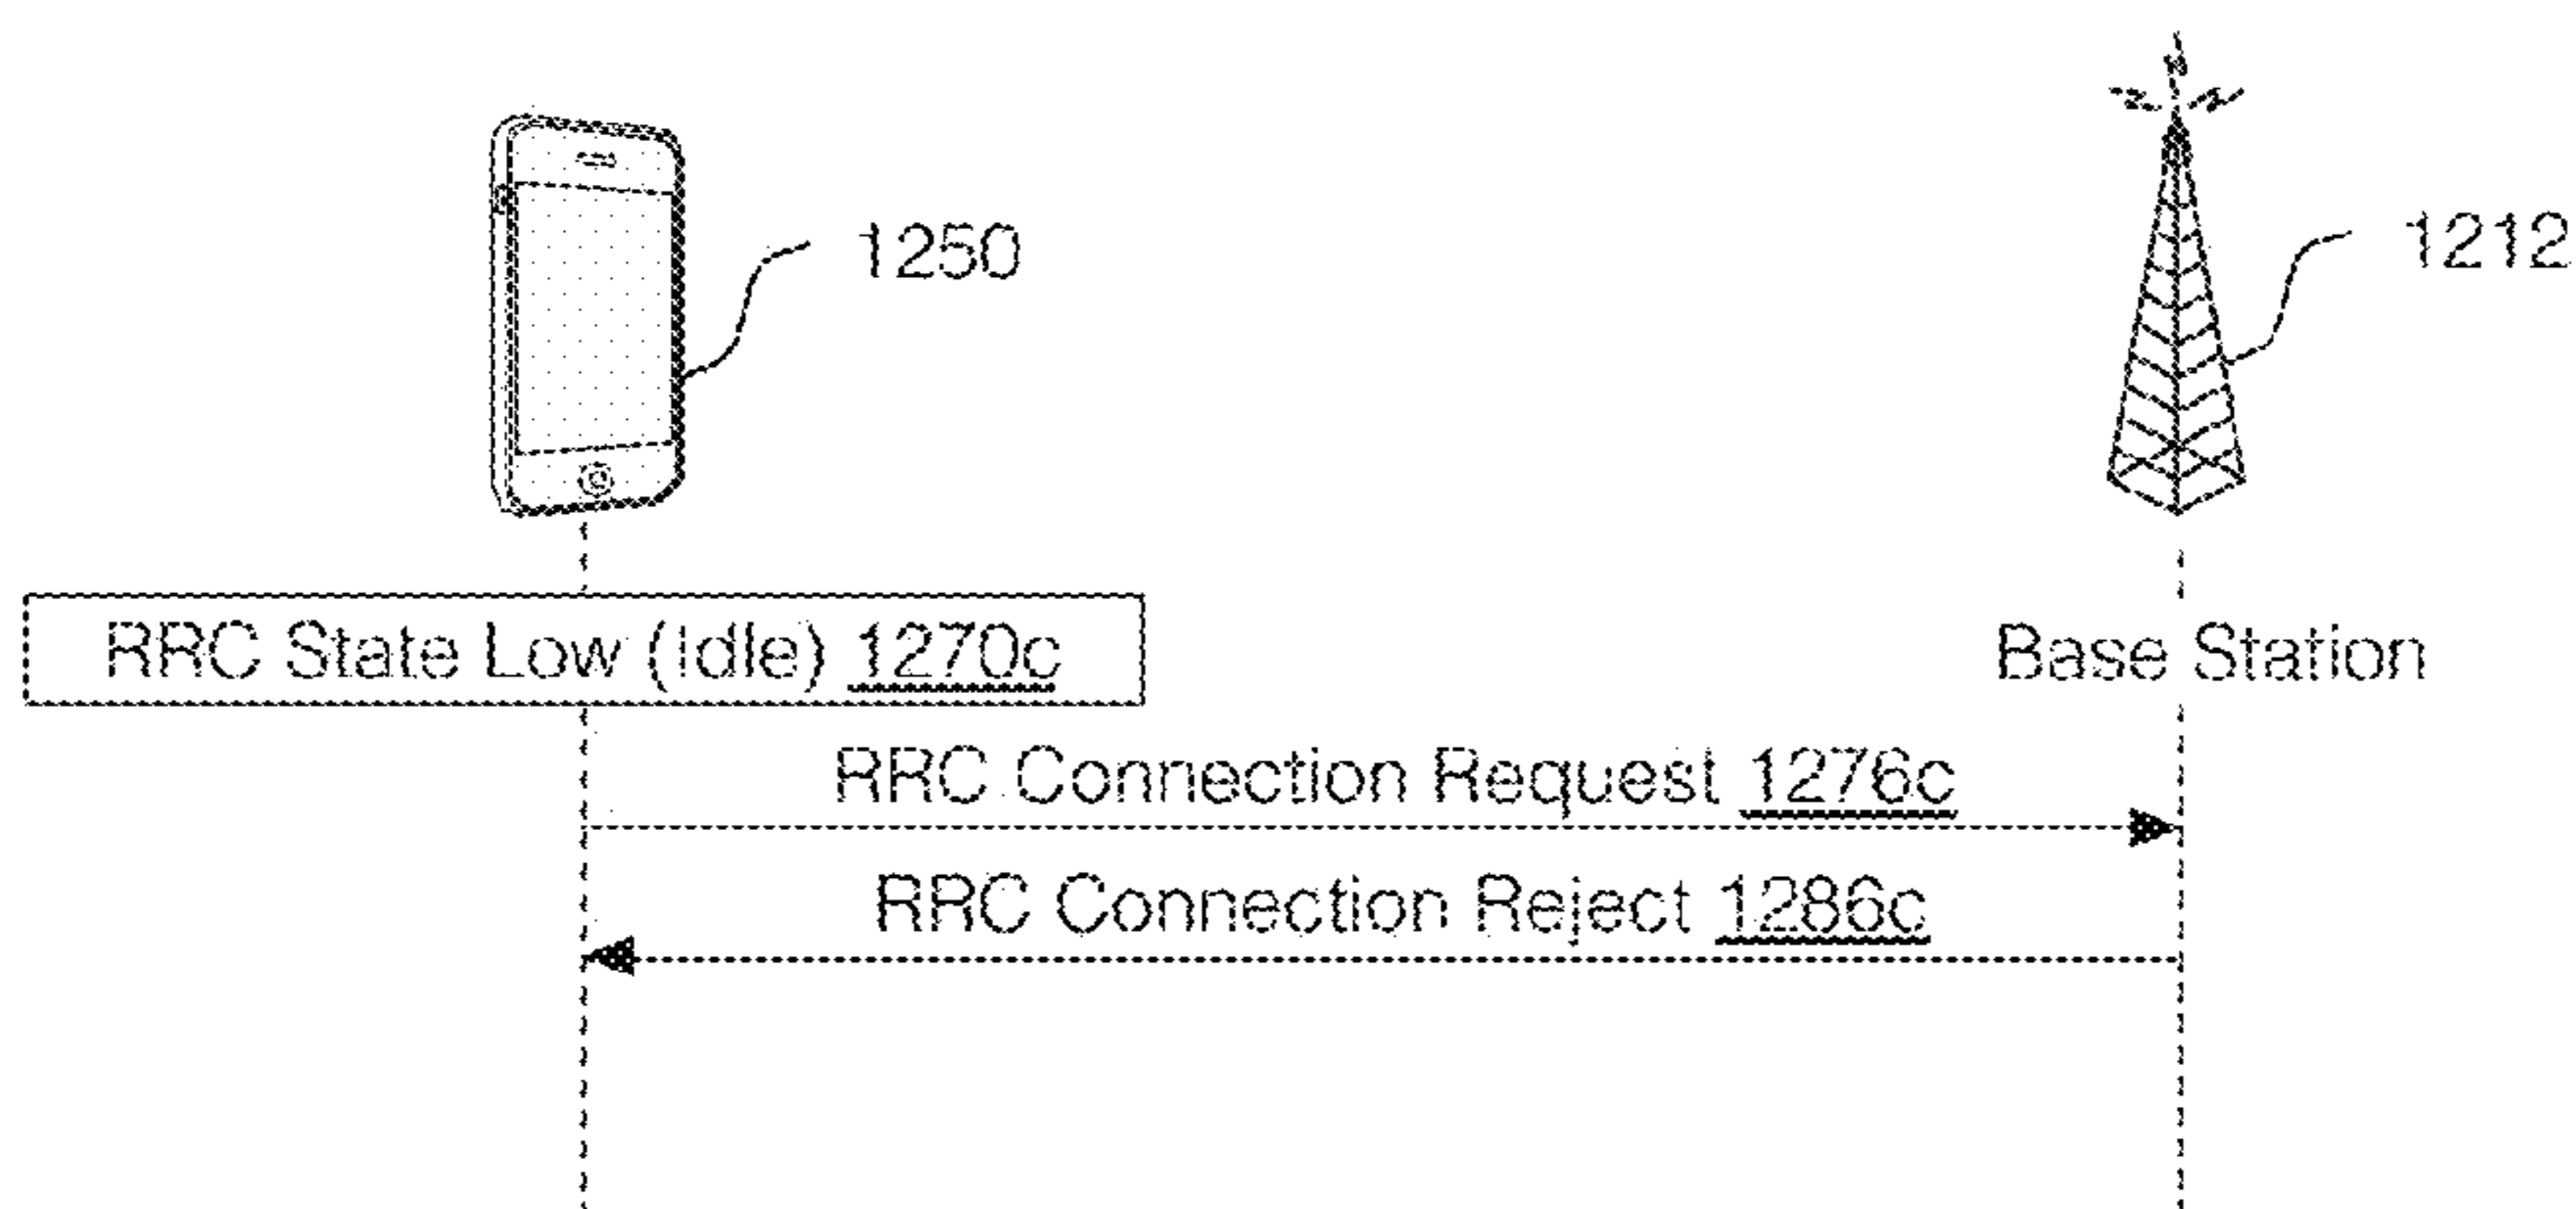 1250
1212
RRC State Low (Idle) 1270c
Base Station
RRC Connection Request 1276c
RRC Connection Reject 1286c